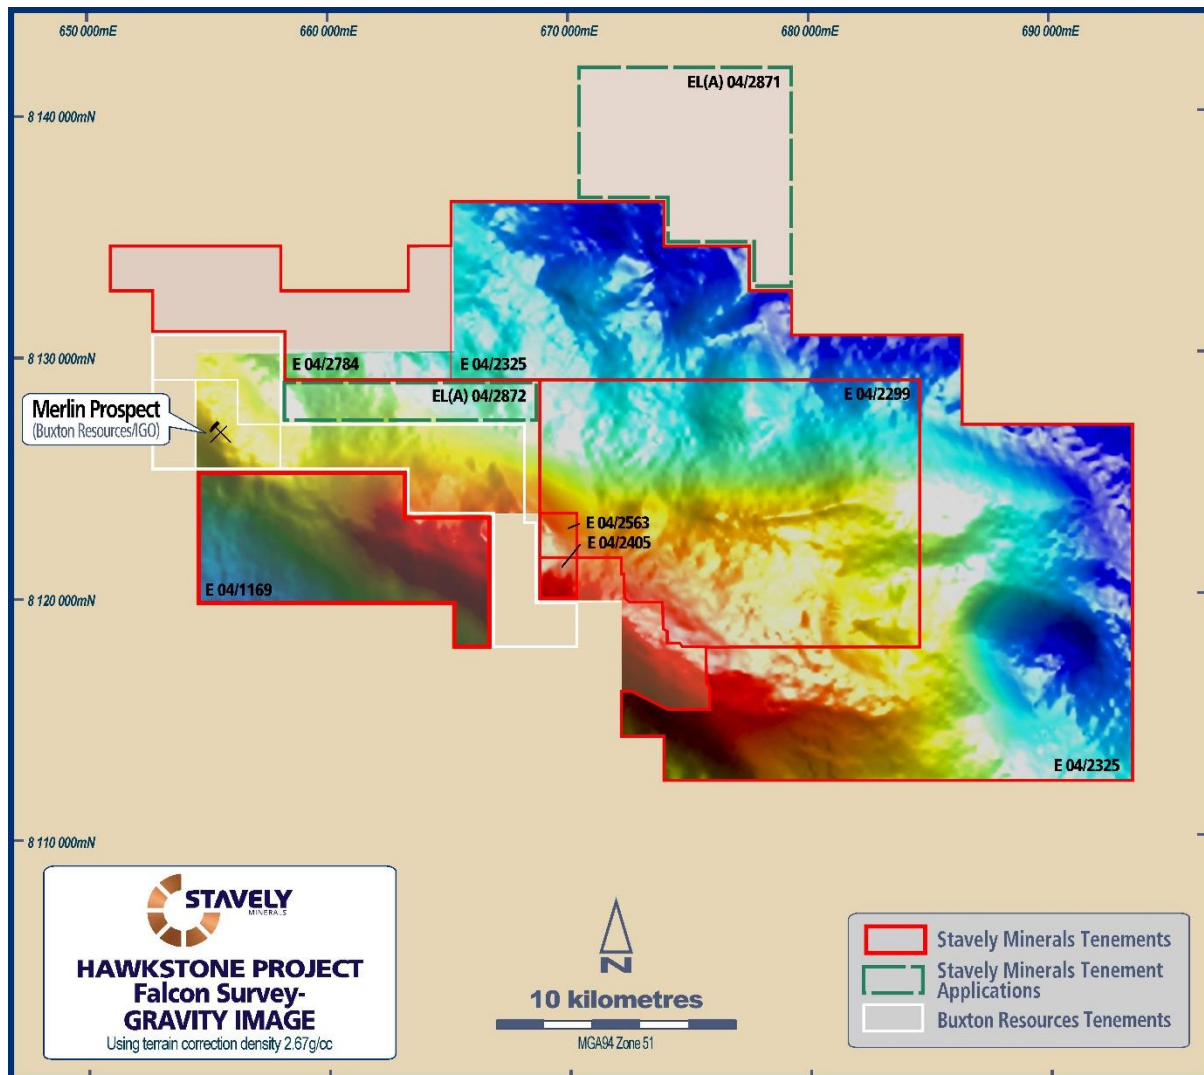 650 000mE
660 000mE
670 000mE
680 000mE
690 000mE
EL(A) 04/2871
8 140 000mN
8 130 000mN
E 04/2784
E 04/2325
EL(A) 04/2872
E 04/2299
Merlin Prospect
(Buxton Resources/IGO)
E 04/2563
E 04/2405
E 04/1169
8 120 000mN
E 04/2325
8 110 000mN
STAVELY
MINERALS
HAWKSTONE PROJECT
Falcon Survey-
GRAVITY IMAGE
Using terrain correction density 2.67g/cc
N
10 kilometres
MGA94 Zone 51
Stavely Minerals Tenements
Stavely Minerals Tenement
Applications
Buxton Resources Tenements